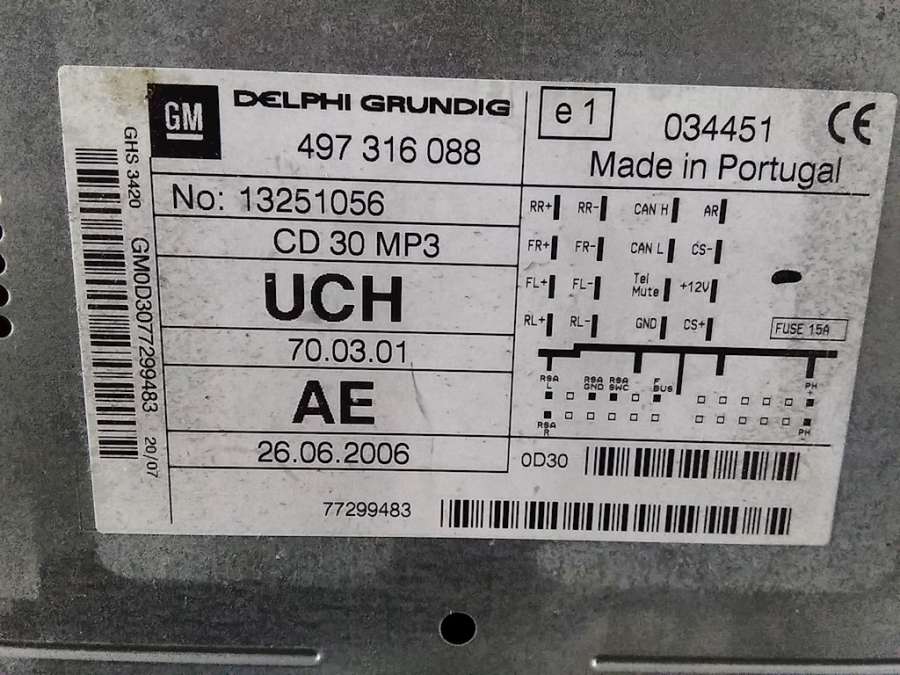 GM DELPHI GRUNDIG
497 316 088
e 1
034451
CE
Made in Portugal
GHS 3420
GM0D3077299483
20/07
No: 13251056
CD 30 MP3
UCH
70.03.01
AE
26.06.2006
RR+ RR- CAN H AR
FR+ FR- CAN L CS-
FL+ FL- Tel Mute +12V
RL+ RL- GND CS+
FUSE 15A
RSA L
RSA GND
RSA SWC
F BUS
PH +
RSA R
PH -
0D30
77299483